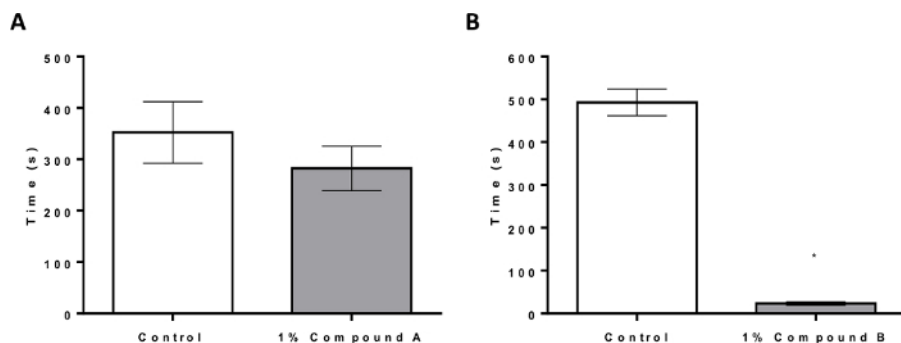 A
500
400
300
200
100
0
Time (s)
Control
1% Compound A
B
600
500
400
300
200
100
0
Time (s)
*
Control
1% Compound B